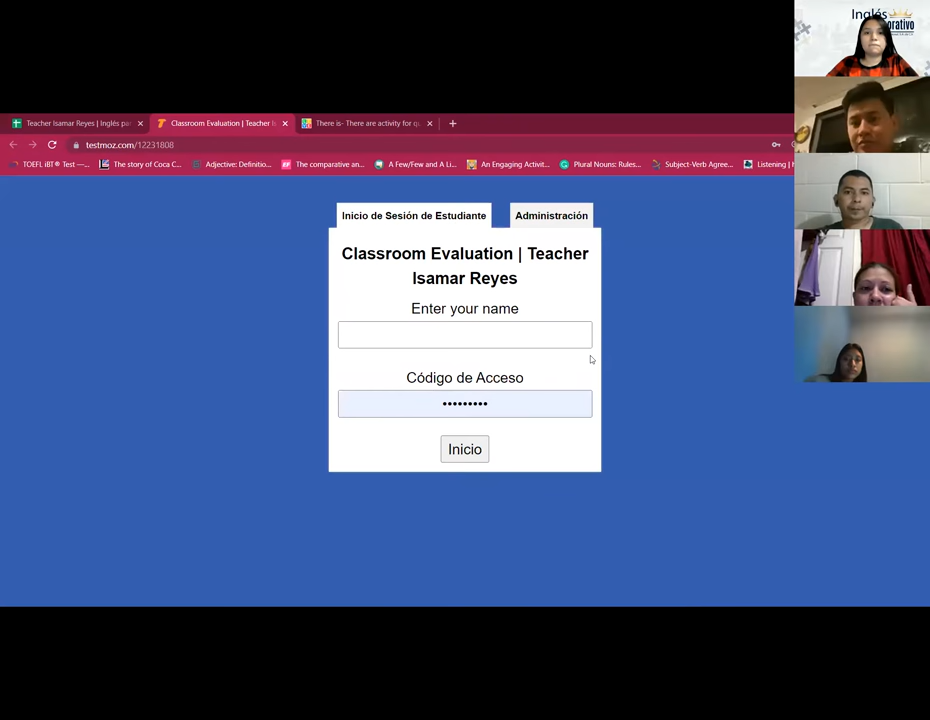 Inglés
orativo
Teacher Isamar Reyes | Inglés pa
Classroom Evaluation | Teacher I
There is- There are activity for q
testmoz.com/12231808
TOEFL iBT® Test —...
The story of Coca C...
Adjective: Definitio...
The comparative an...
A Few/Few and A Li...
An Engaging Activit...
Plural Nouns: Rules...
Subject-Verb Agree...
Listening |
Inicio de Sesión de Estudiante
Administración
Classroom Evaluation | Teacher
Isamar Reyes
Enter your name
Código de Acceso
•••••••••
Inicio